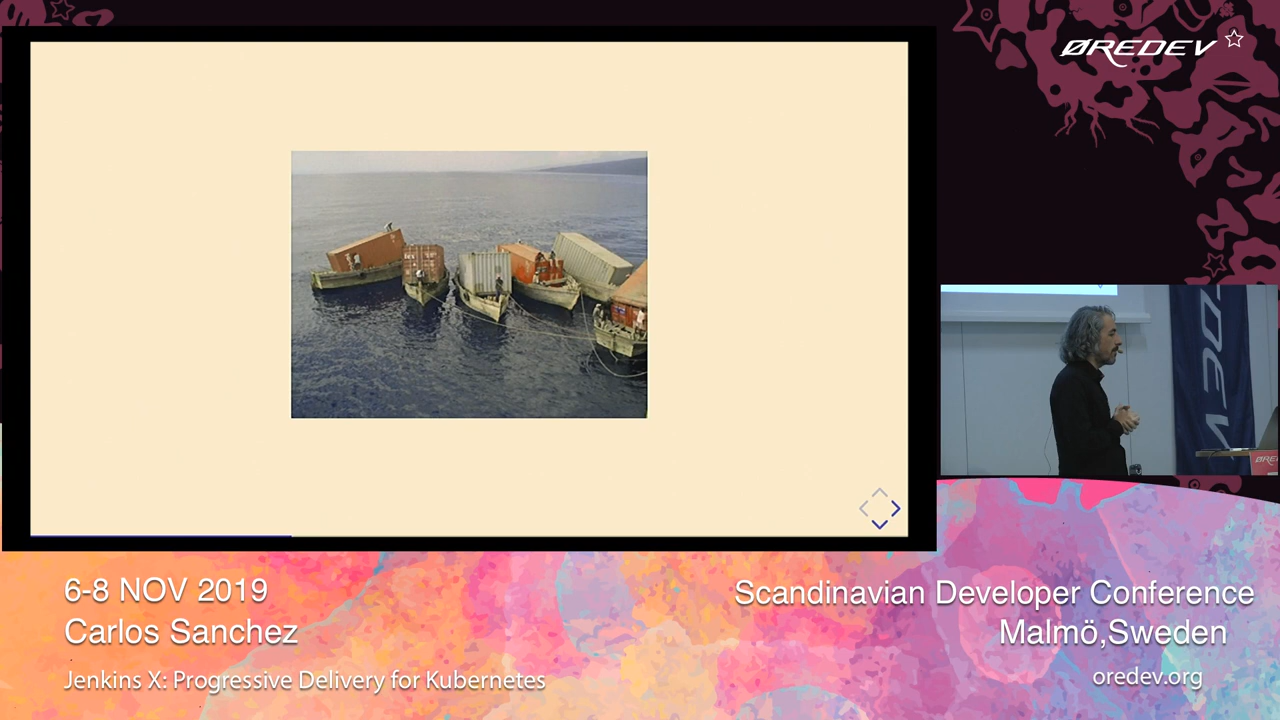 ØREDEV
6-8 NOV 2019
Carlos Sanchez
Jenkins X: Progressive Delivery for Kubernetes
Scandinavian Developer Conference
Malmö,Sweden
oredev.org